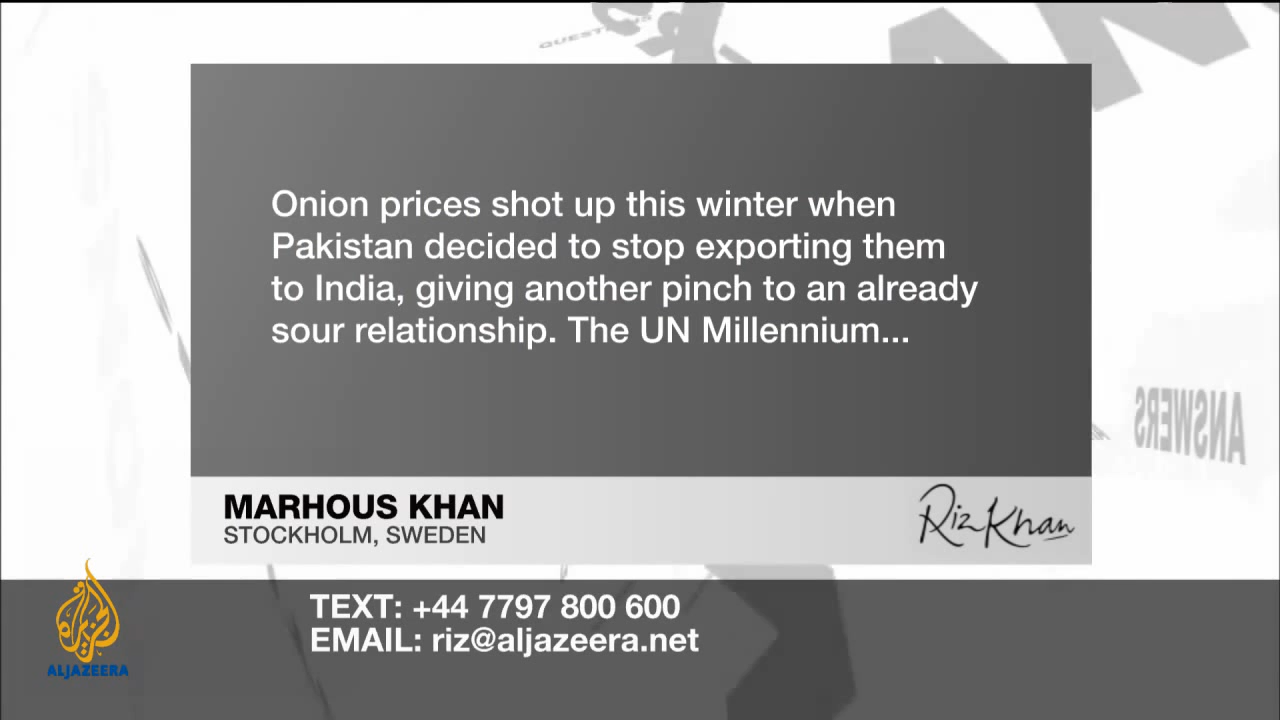 QUESTIONS
Onion prices shot up this winter when
Pakistan decided to stop exporting them
to India, giving another pinch to an already
sour relationship. The UN Millennium...
ANSWERS
MARHOUS KHAN
STOCKHOLM, SWEDEN
Riz Khan
TEXT: +44 7797 800 600
EMAIL: riz@aljazeera.net
ALJAZEERA